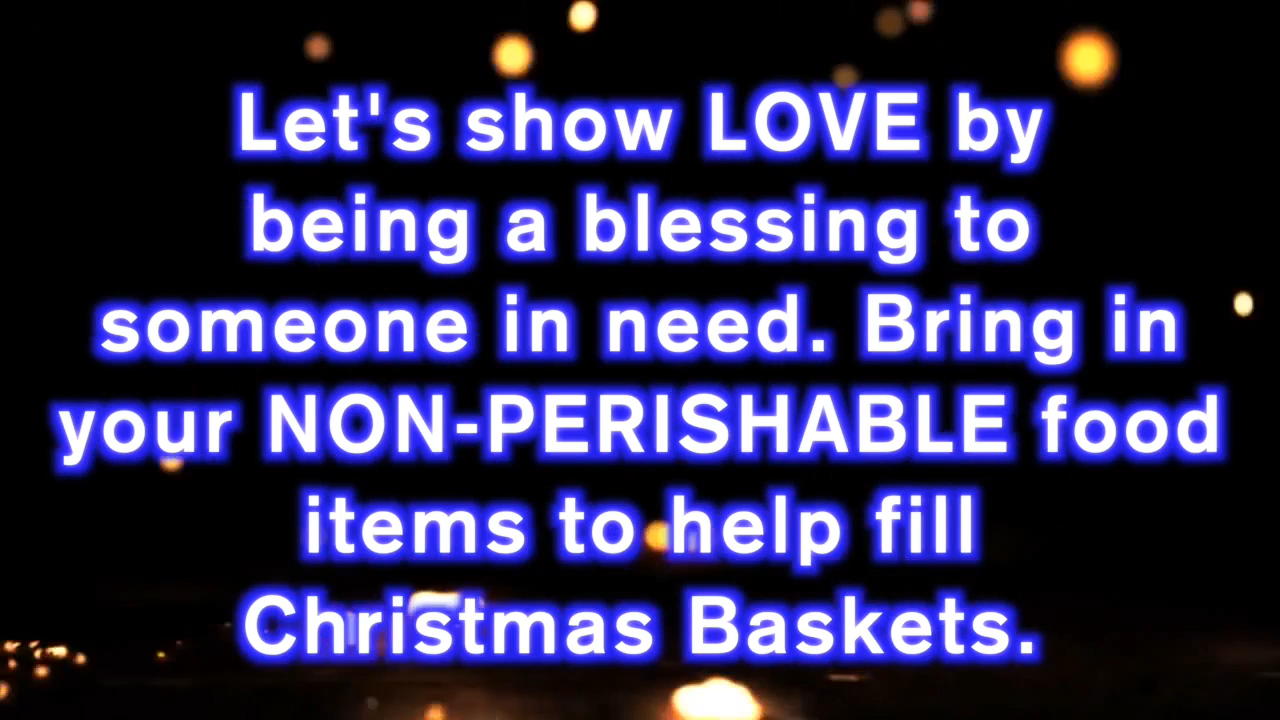 Let's show LOVE by
being a blessing to
someone in need. Bring in
your NON-PERISHABLE food
items to help fill
Christmas Baskets.